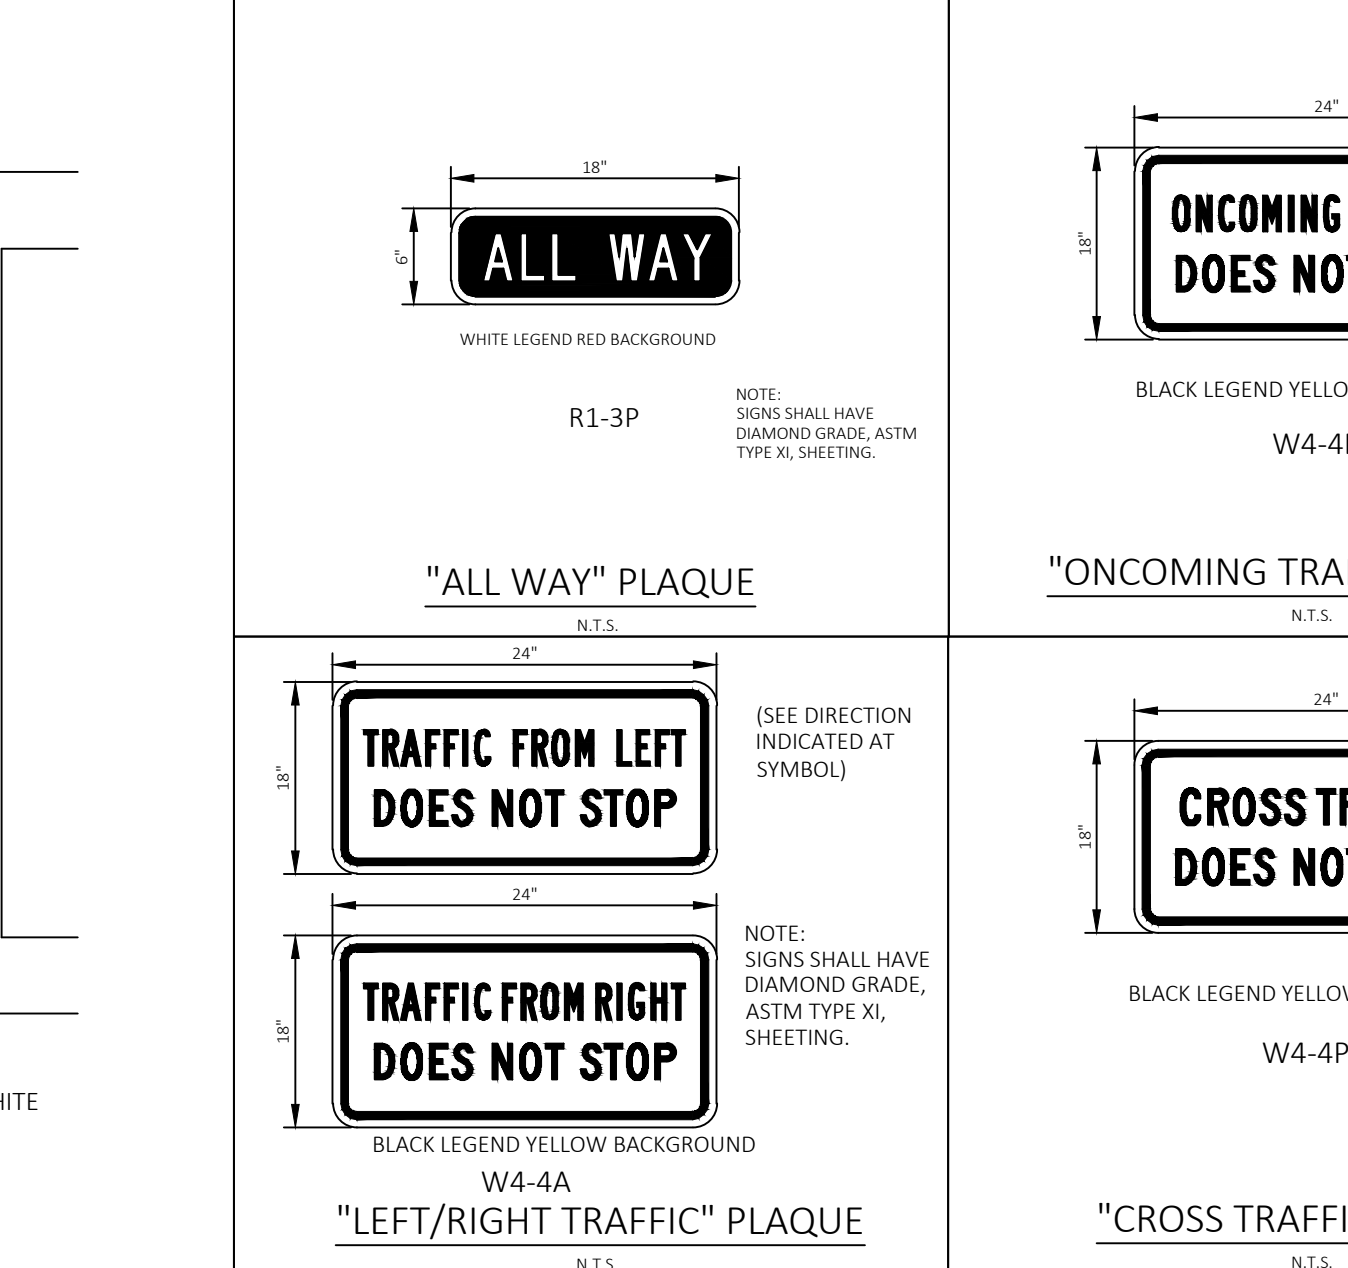 18"
6"
ALL WAY
WHITE LEGEND RED BACKGROUND
R1-3P
NOTE:
SIGNS SHALL HAVE
DIAMOND GRADE, ASTM
TYPE XI, SHEETING.
"ALL WAY" PLAQUE
N.T.S.
24"
18"
ONCOMING
DOES NOT
BLACK LEGEND YELLO
W4-4
"ONCOMING TRA
N.T.S.
24"
18"
TRAFFIC FROM LEFT
DOES NOT STOP
(SEE DIRECTION
INDICATED AT
SYMBOL)
24"
18"
TRAFFIC FROM RIGHT
DOES NOT STOP
NOTE:
SIGNS SHALL HAVE
DIAMOND GRADE,
ASTM TYPE XI,
SHEETING.
BLACK LEGEND YELLOW BACKGROUND
W4-4A
"LEFT/RIGHT TRAFFIC" PLAQUE
N.T.S.
24"
18"
CROSS TR
DOES NOT
BLACK LEGEND YELLOW
W4-4P
"CROSS TRAFFI
N.T.S.
HITE